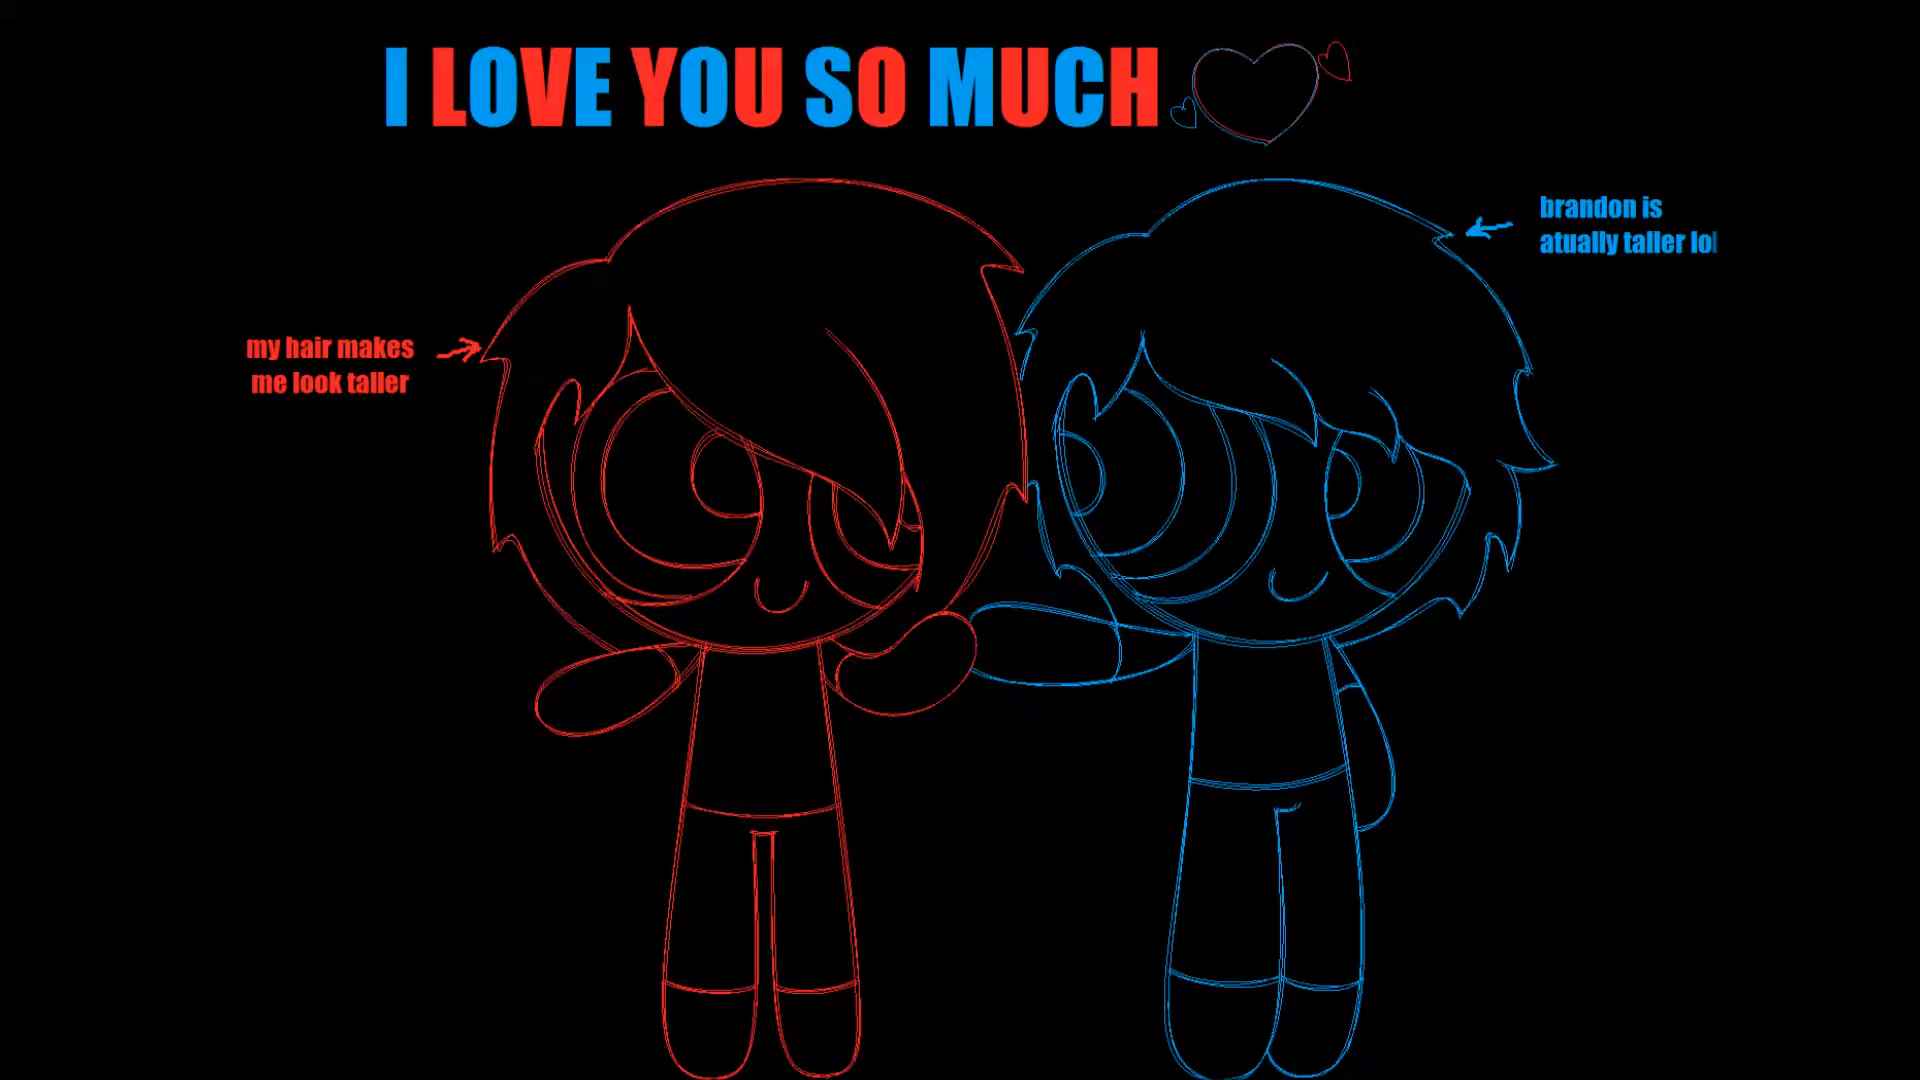 I LOVE YOU SO MUCH
brandon is
atually taller lol
my hair makes
me look taller